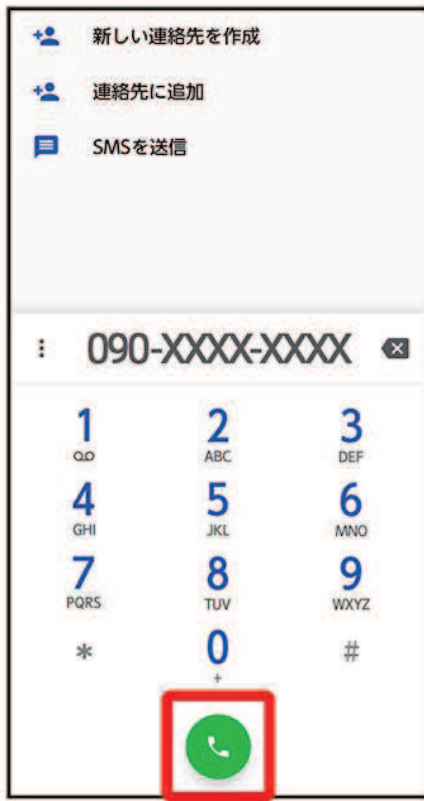 新しい連絡先を作成
連絡先に追加
SMSを送信
090-XXXX-XXXX
1 2 3
ABC DEF
4 5 6
GHI JKL MNO
7 8 9
PQRS TUV WXYZ
* 0 #
+